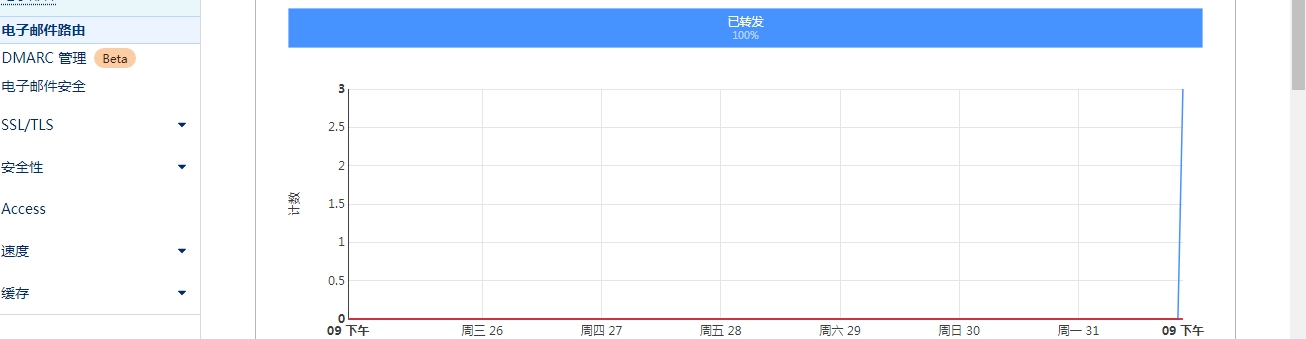 电子邮件路由
DMARC 管理 Beta
电子邮件安全
SSL/TLS
安全性
Access
速度
缓存
已转发
100%
3
2.5
2
1.5
1
0.5
0
计数
09 下午 周三 26 周四 27 周五 28 周六 29 周日 30 周一 31 09 下午